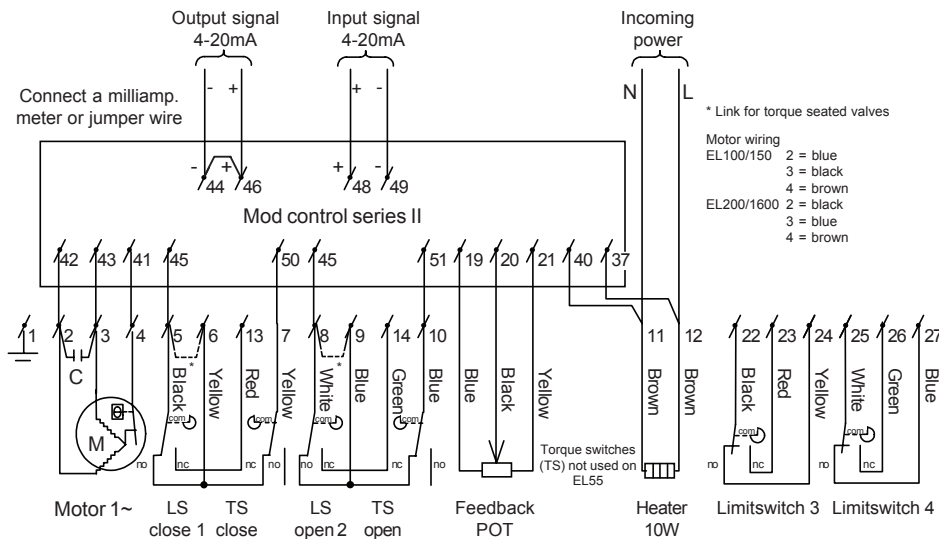 Output signal
4-20mA
Input signal
4-20mA
Incoming
power
- +
+ -
N
L
Connect a milliamp.
meter or jumper wire
* Link for torque seated valves
Motor wiring
EL100/150 2 = blue
3 = black
4 = brown
EL200/1600 2 = black
3 = blue
4 = brown
- +
44 46
+ -
48 49
Mod control series II
42 43 41 45 50 45 51 19 20 21 40 37
1 2 3 4 5 6 13 7 8 9 14 10 11 12 22 23 24 25 26 27
C
* *
Black Yellow Red Yellow White Blue Green Blue Blue Black Yellow Brown Brown Black Red Yellow White Green Blue
M
com com com com com com
no nc nc no no nc nc no no nc no nc
Torque switches
(TS) not used on
EL55
Motor 1~
LS
close 1
TS
close
LS
open 2
TS
open
Feedback
POT
Heater
10W
Limitswitch 3
Limitswitch 4